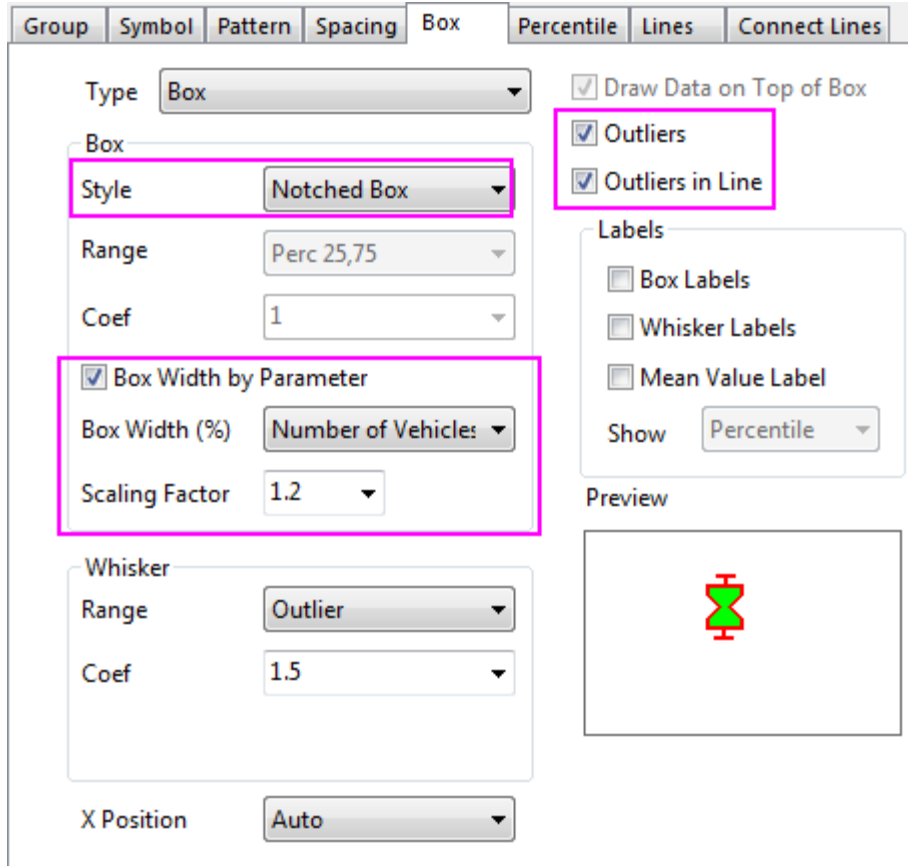 Group Symbol Pattern Spacing Box Percentile Lines Connect Lines
Type Box
Draw Data on Top of Box
Outliers
Outliers in Line
Box
Style Notched Box
Range Perc 25,75
Coef 1
Box Width by Parameter
Box Width (%) Number of Vehicles
Scaling Factor 1.2
Labels
Box Labels
Whisker Labels
Mean Value Label
Show Percentile
Preview
Whisker
Range Outlier
Coef 1.5
X Position Auto